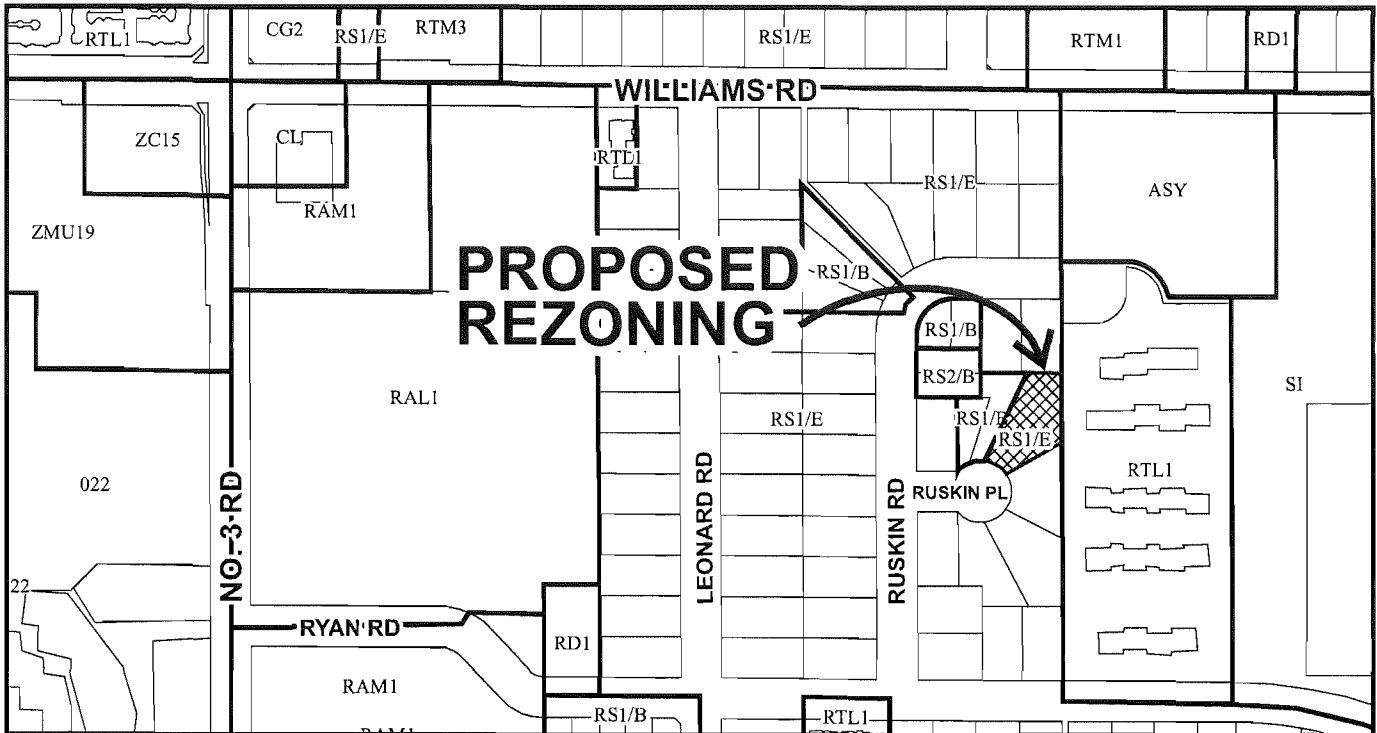 RTL1
CG2
RS1/E
RTM3
RS1/E
RTM1
RD1
WILLIAMS RD
ZC15
CL
RAM1
RTL1
RS1/E
ASY
ZMU19
PROPOSED
REZONING
RS1/B
RS1/B
RS2/B
RAL1
RS1/E
RS1/B
RS1/E
SI
022
NO. 3 RD
LEONARD RD
RUSKIN RD
RUSKIN PL
RTL1
22
RYAN RD
RD1
RAM1
RS1/B
RTL1
RAM1